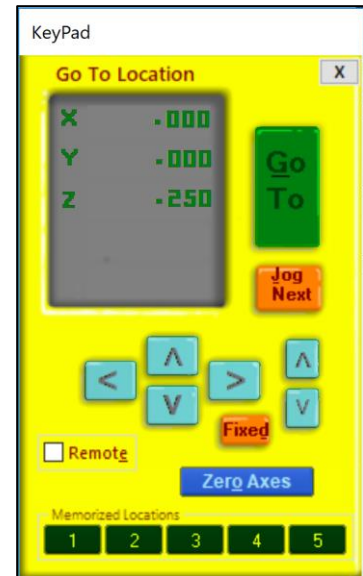 KeyPad
Go To Location
X
X .000
Y .000
Z .250
Go
To
Jog
Next
< ∧ > ∧
∨ ∨
Fixed
Remote
Zero Axes
Memorized Locations
1 2 3 4 5